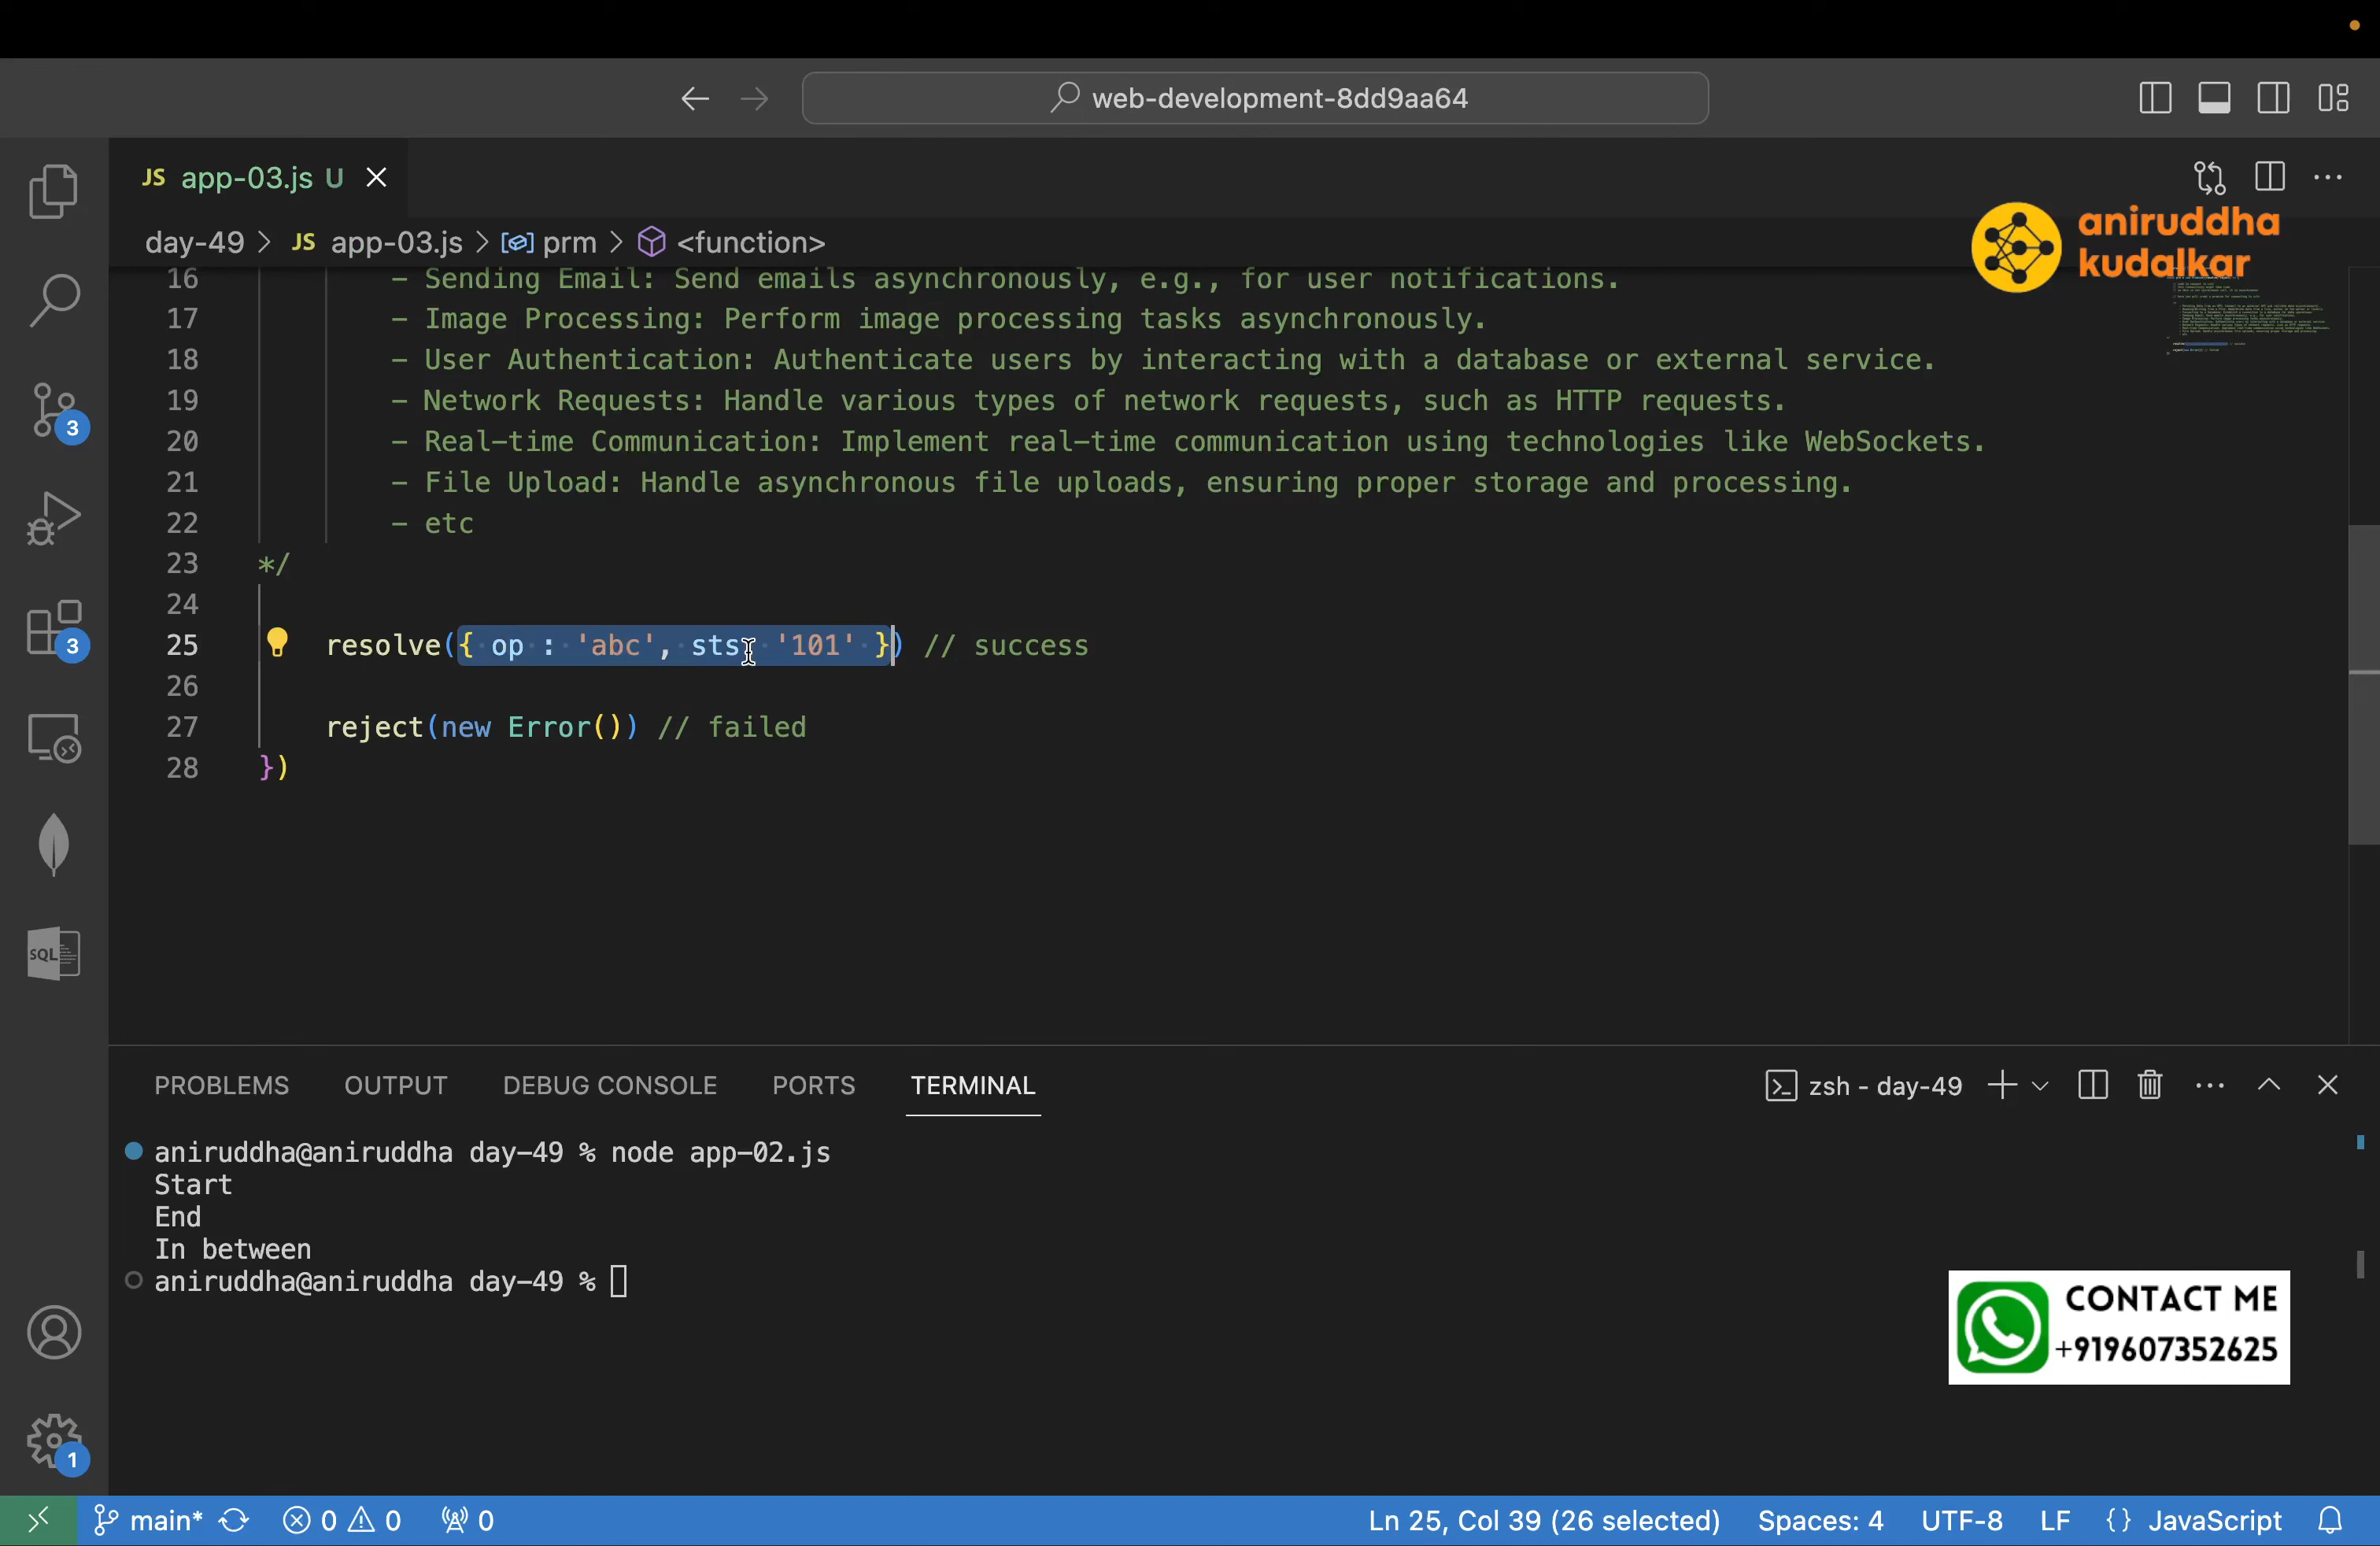 web-development-8dd9aa64
JS app-03.js U
day-49 > JS app-03.js > prm > <function>
aniruddha
kudalkar
16 - Sending Email: Send emails asynchronously, e.g., for user notifications.
17 - Image Processing: Perform image processing tasks asynchronously.
18 - User Authentication: Authenticate users by interacting with a database or external service.
19 - Network Requests: Handle various types of network requests, such as HTTP requests.
20 - Real-time Communication: Implement real-time communication using technologies like WebSockets.
21 - File Upload: Handle asynchronous file uploads, ensuring proper storage and processing.
22 - etc
23 */
24
25 resolve({ op : 'abc', sts: '101' }) // success
26
27 reject(new Error()) // failed
28 })
3
3
SQL
1
PROBLEMS OUTPUT DEBUG CONSOLE PORTS TERMINAL zsh - day-49
aniruddha@aniruddha day-49 % node app-02.js
Start
End
In between
aniruddha@aniruddha day-49 %
CONTACT ME
+919607352625
main* 0 0 0 Ln 25, Col 39 (26 selected) Spaces: 4 UTF-8 LF {} JavaScript